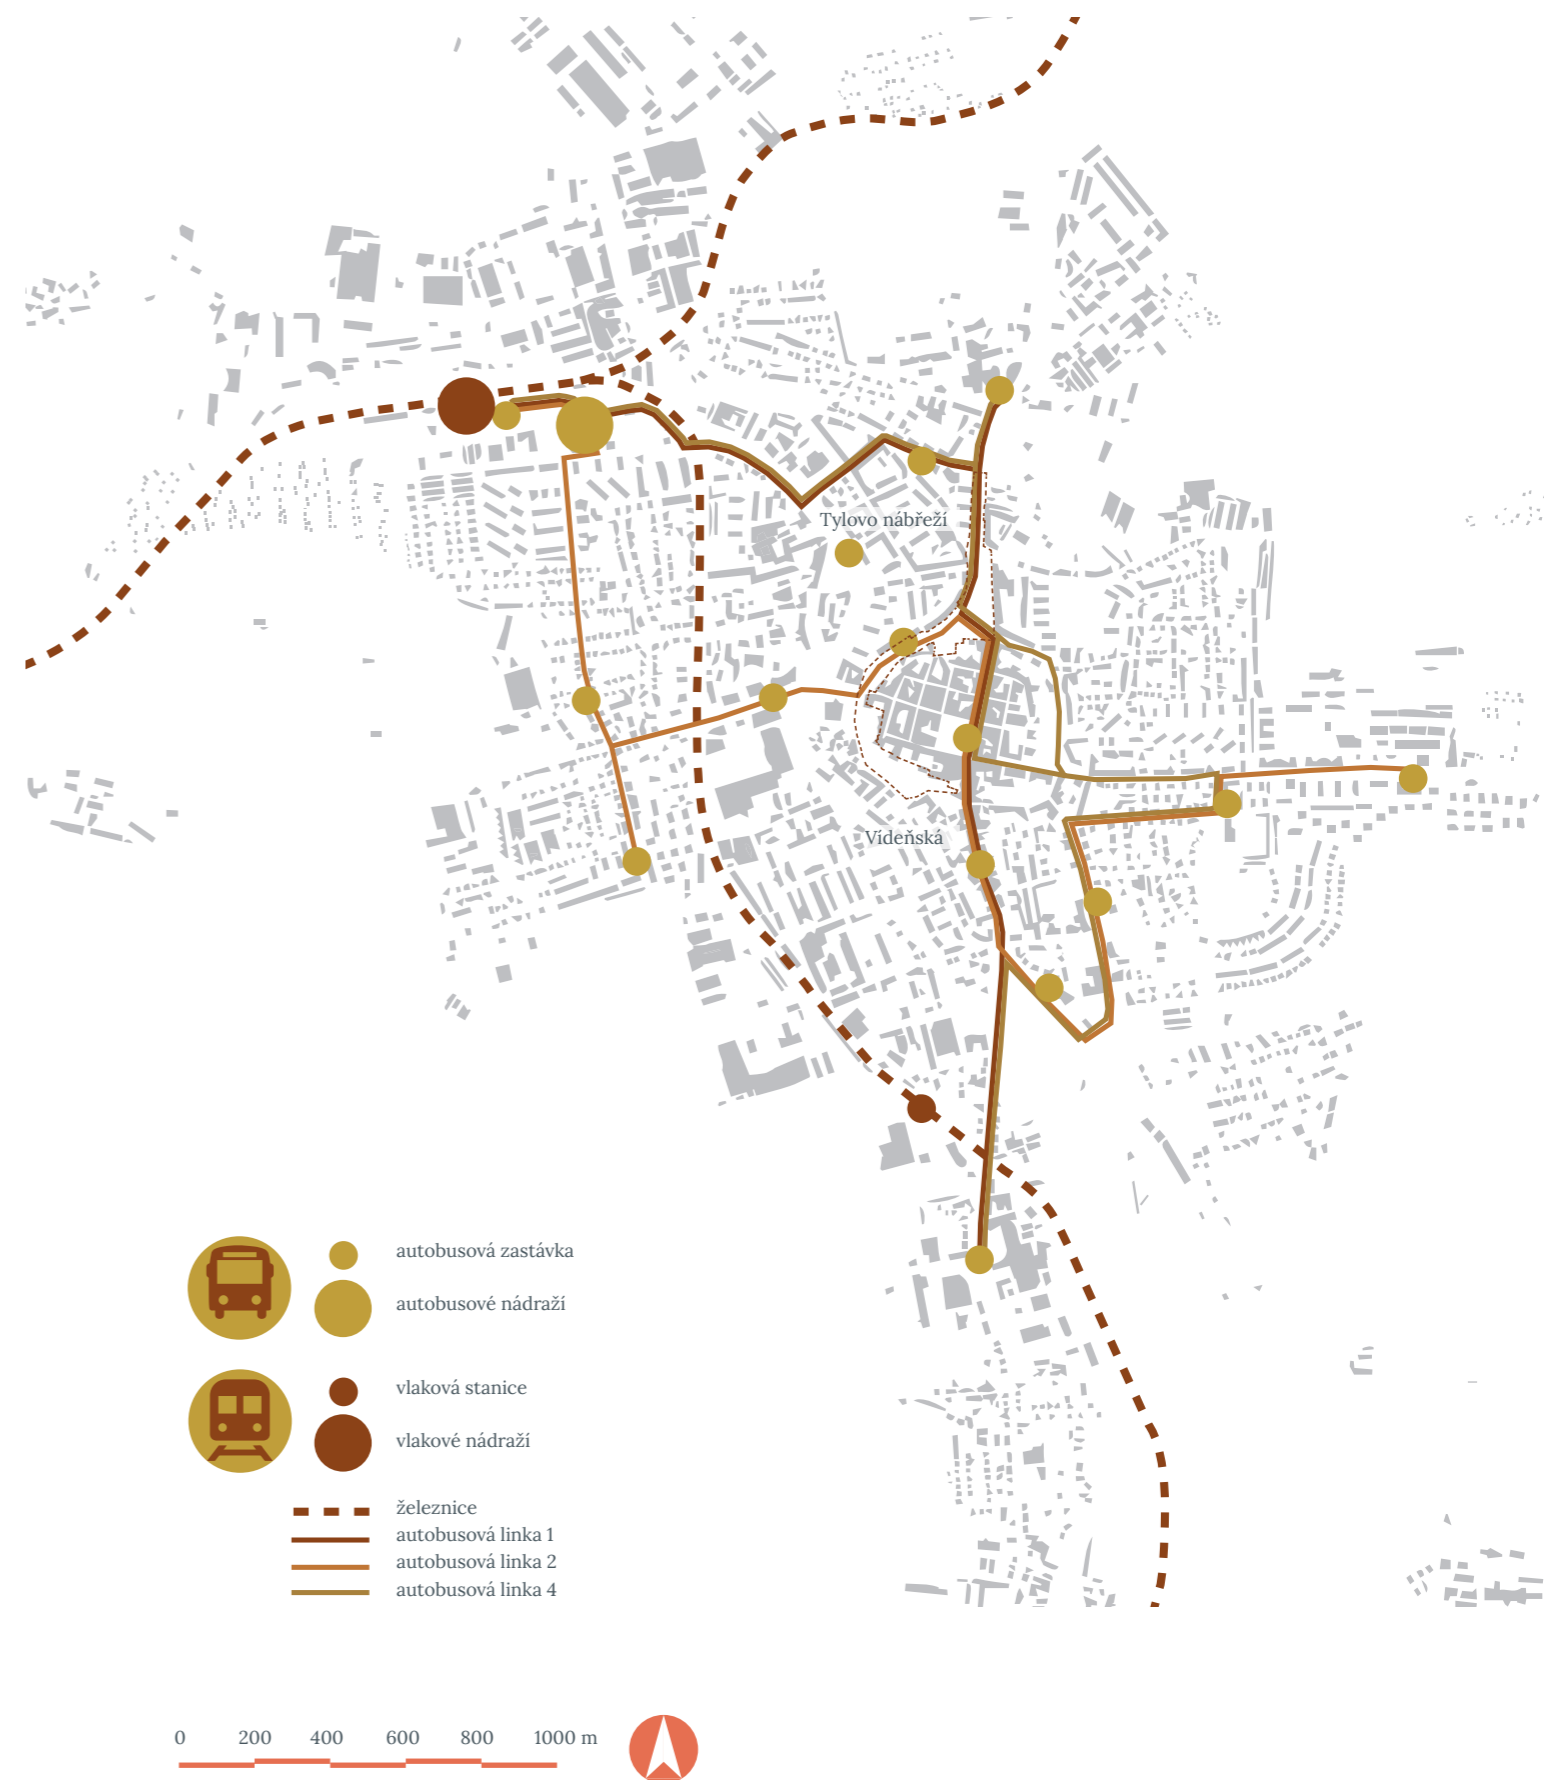 Tylovo nábřeží
Vídeňská
autobusová zastávka
autobusové nádraží
vlaková stanice
vlakové nádraží
železnice
autobusová linka 1
autobusová linka 2
autobusová linka 4
0 200 400 600 800 1000 m